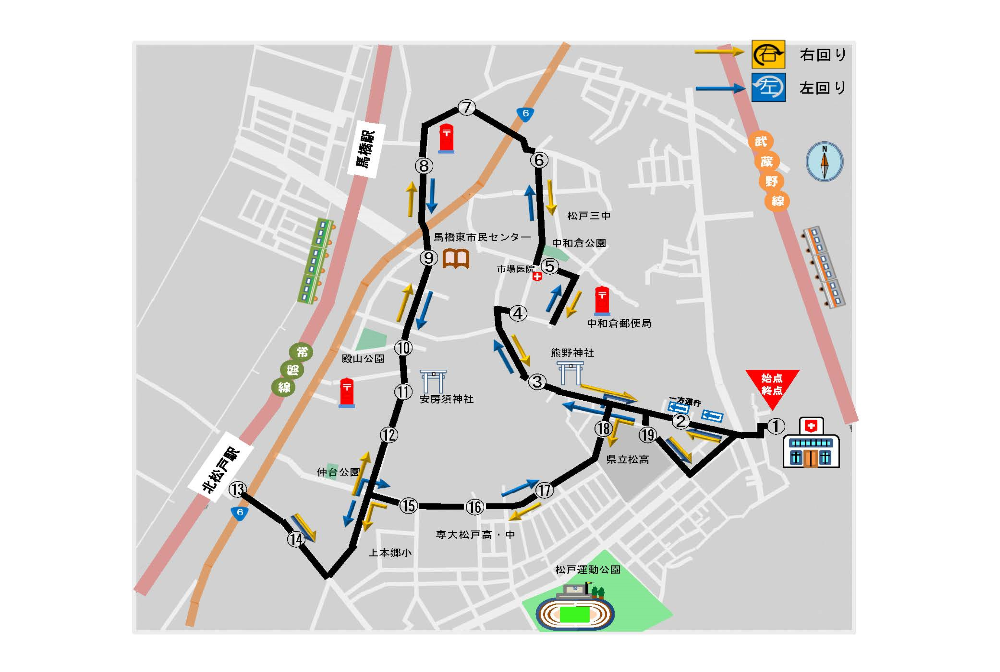 右 右回り
左 左回り
武蔵野線
N
6
7
〒
馬橋駅
6
8
松戸三中
馬橋東市民センター
中和倉公園
9
市場医院
5
〒
4
中和倉郵便局
常磐線
10
殿山公園
熊野神社
3
〒
11
安房須神社
始点
終点
一方通行
2
1
18
19
12
北松戸駅
県立松高
仲台公園
13
17
15
16
6
14
専大松戸高・中
上本郷小
松戸運動公園